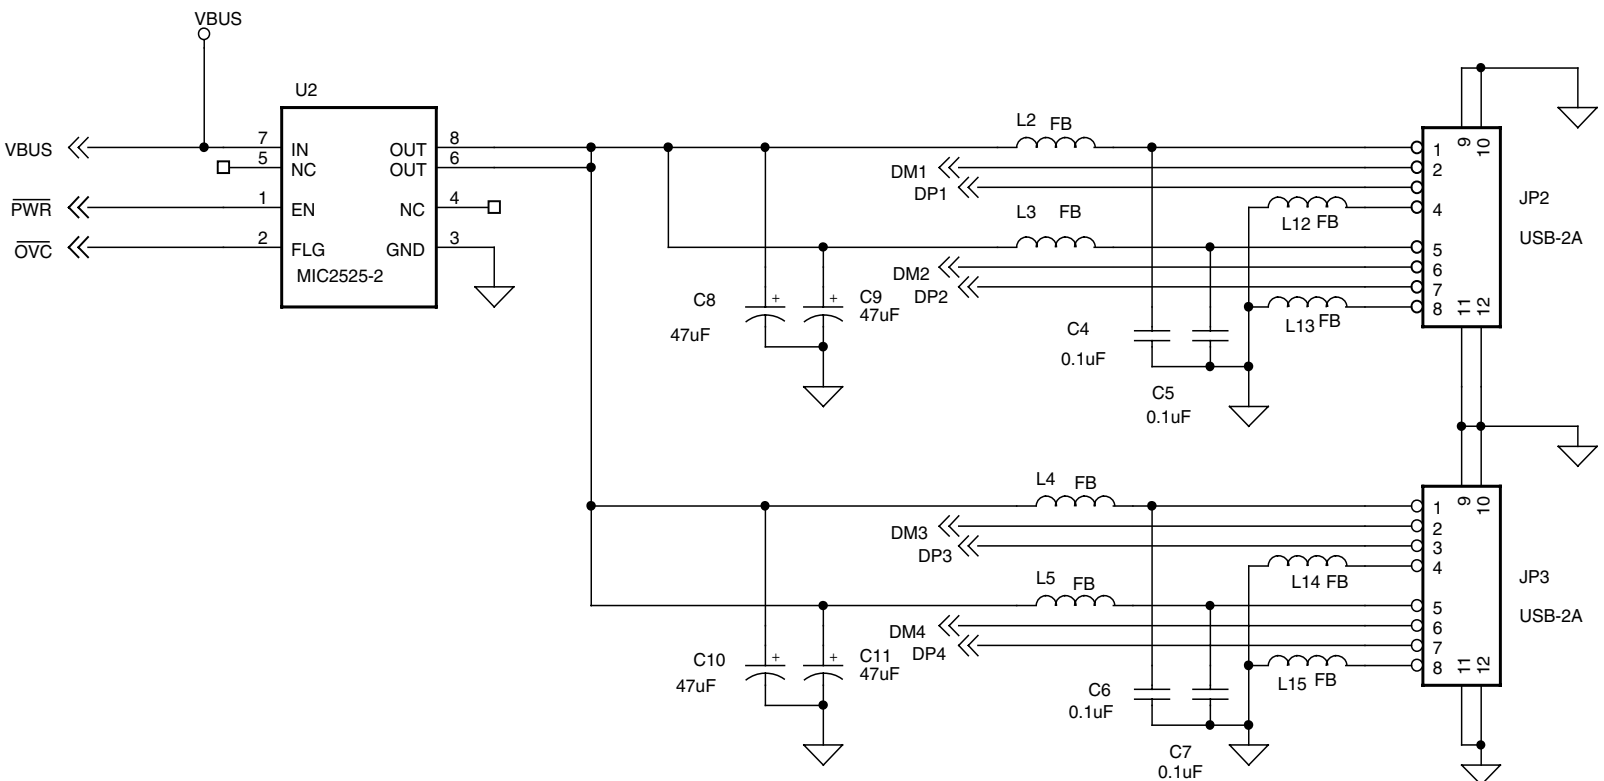 VBUS
U2
VBUS
7
IN
OUT
8
5
NC
OUT
6
PWR
1
EN
NC
4
OVC
2
FLG
GND
3
MIC2525-2
L2 FB
DM1
DP1
L3 FB
L12 FB
DM2
DP2
L13 FB
C8
47uF
+
+
C9
47uF
C4
0.1uF
C5
0.1uF
1
2
4
5
6
7
8
9
10
11
12
JP2
USB-2A
L4 FB
DM3
DP3
L14 FB
L5 FB
DM4
DP4
L15 FB
C10
47uF
+
+
C11
47uF
C6
0.1uF
C7
0.1uF
1
2
3
4
5
6
7
8
9
10
11
12
JP3
USB-2A